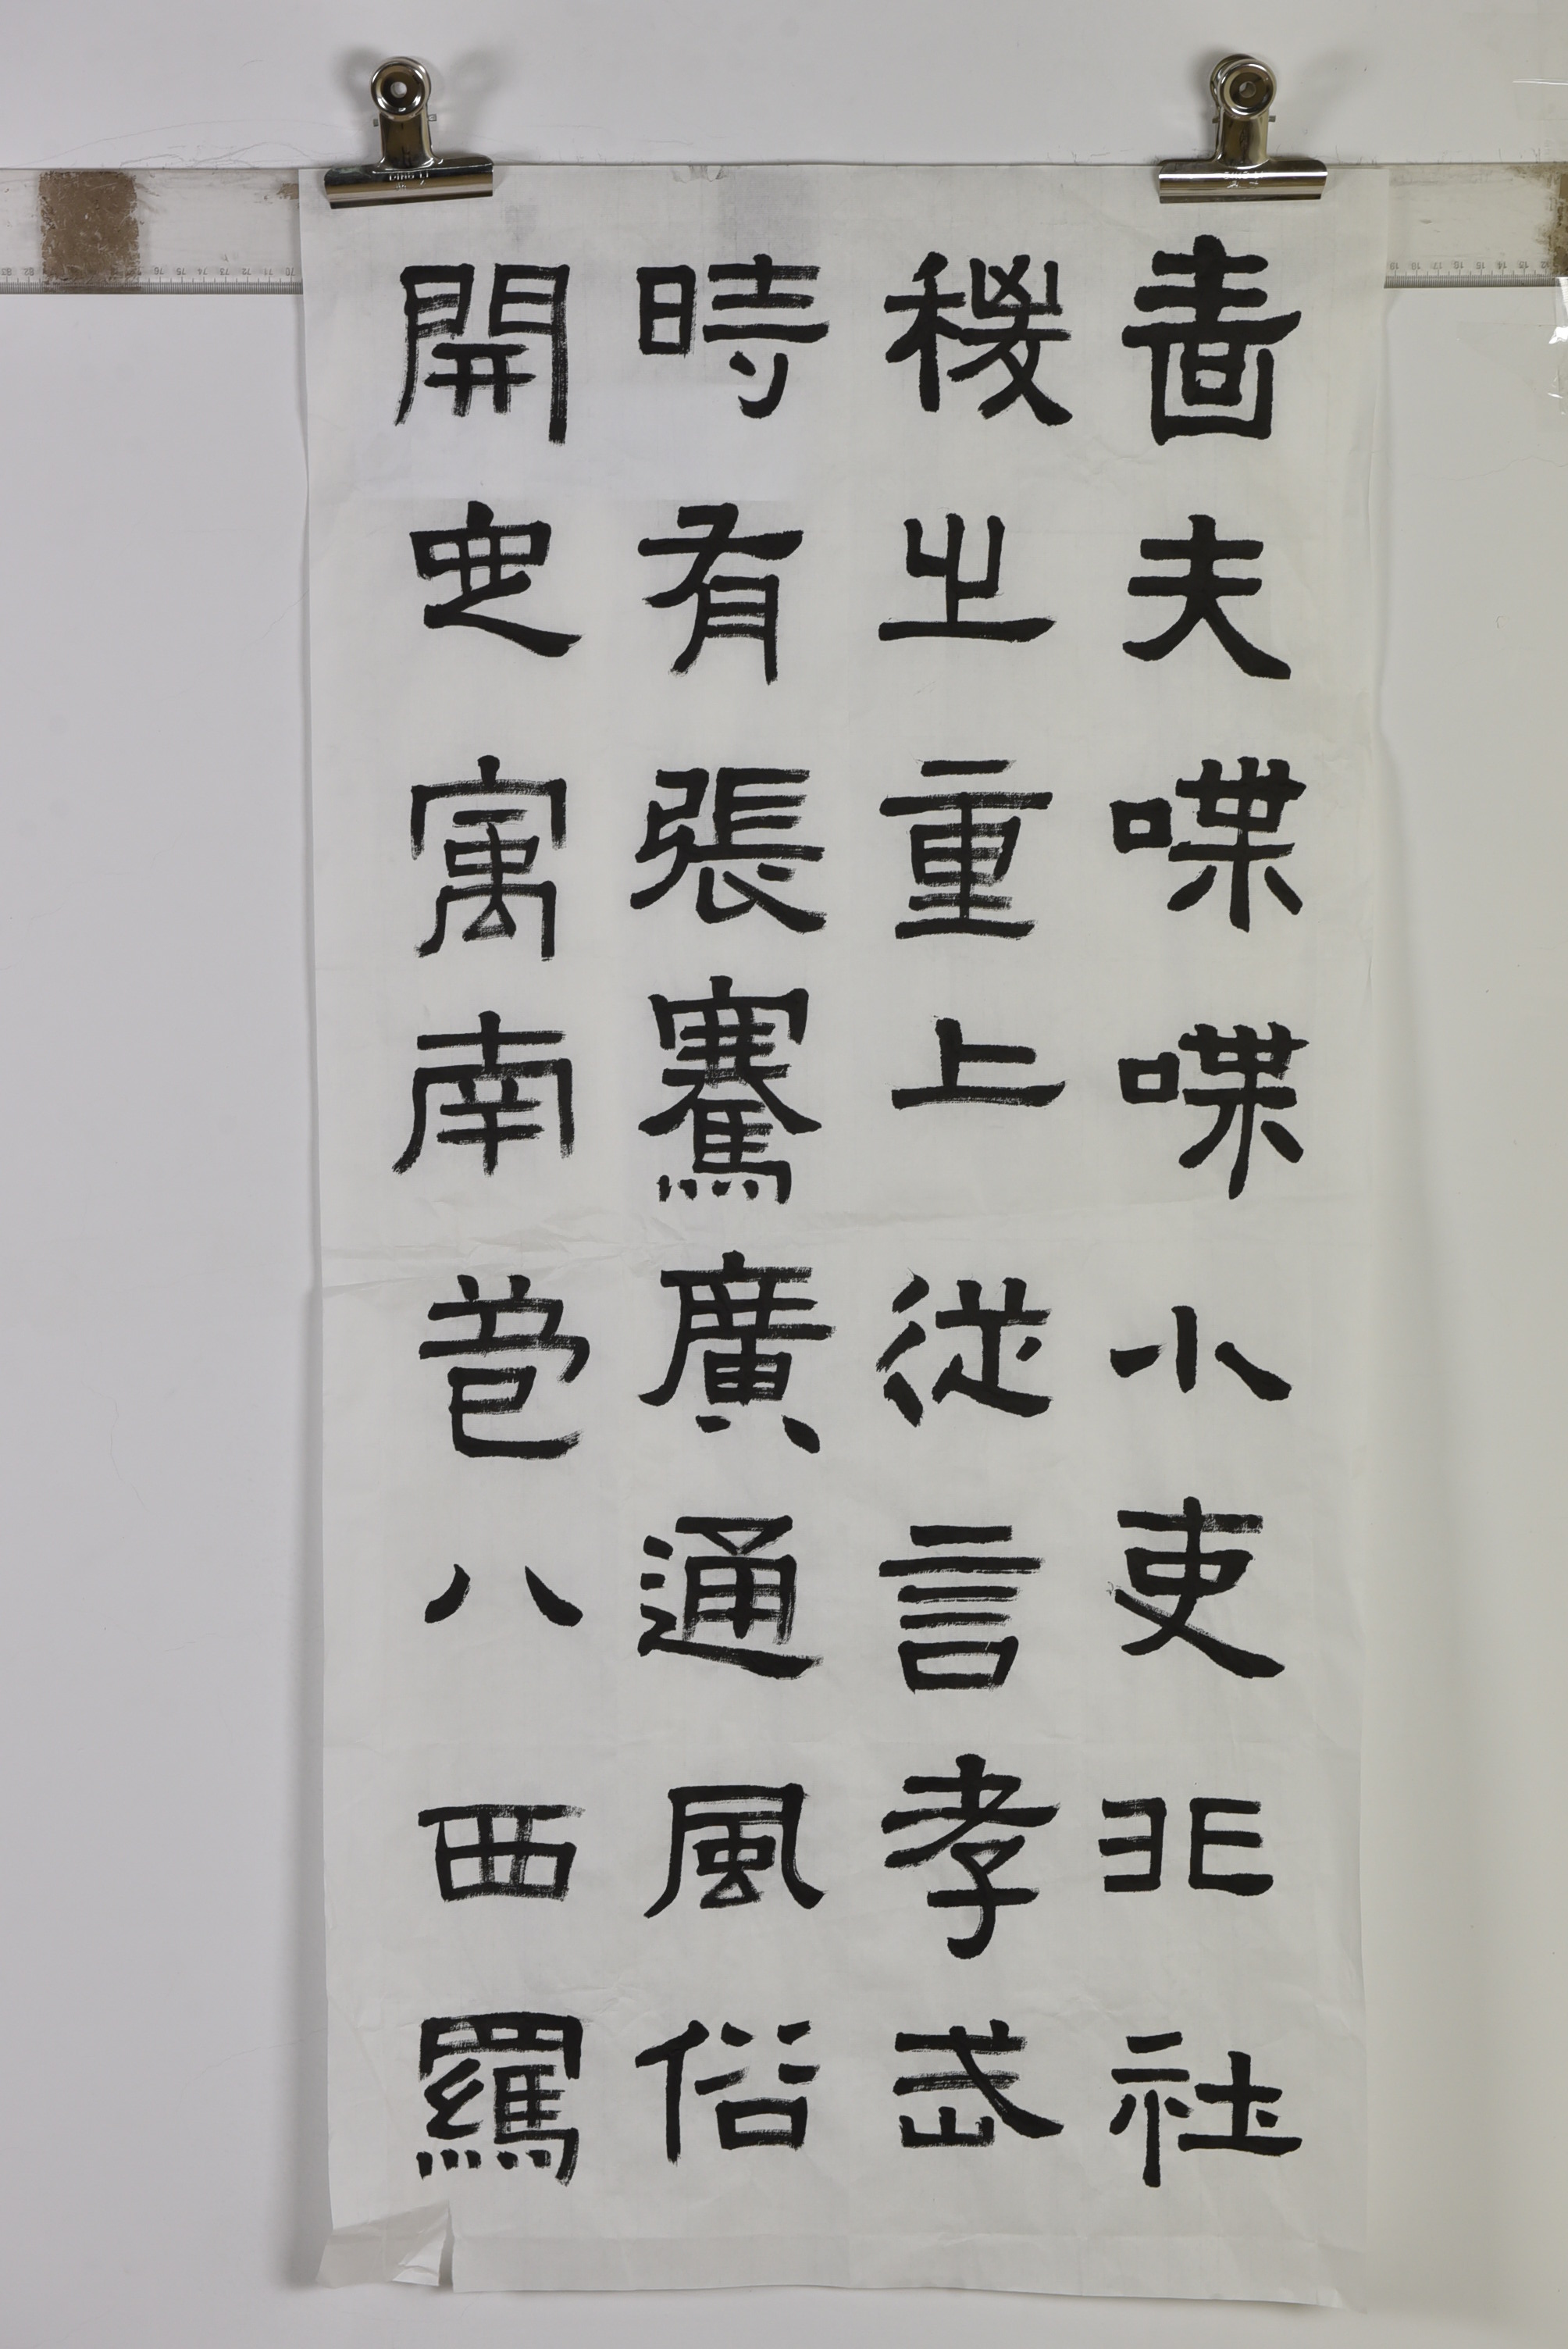 嗇夫喋喋小吏非社
稷之重上從言孝武
時有張騫廣通風俗
開定寓南苞八西羈